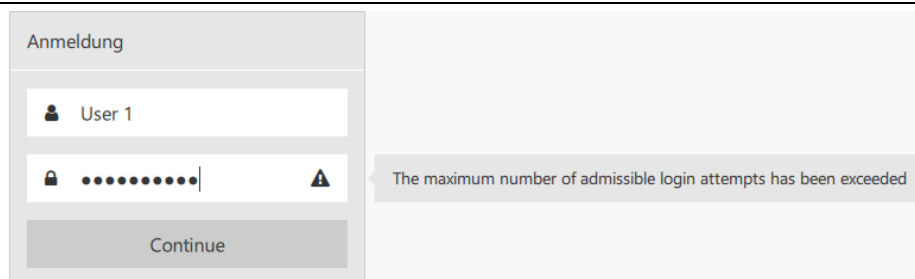 Anmeldung
User 1
●●●●●●●●●●
The maximum number of admissible login attempts has been exceeded
Continue